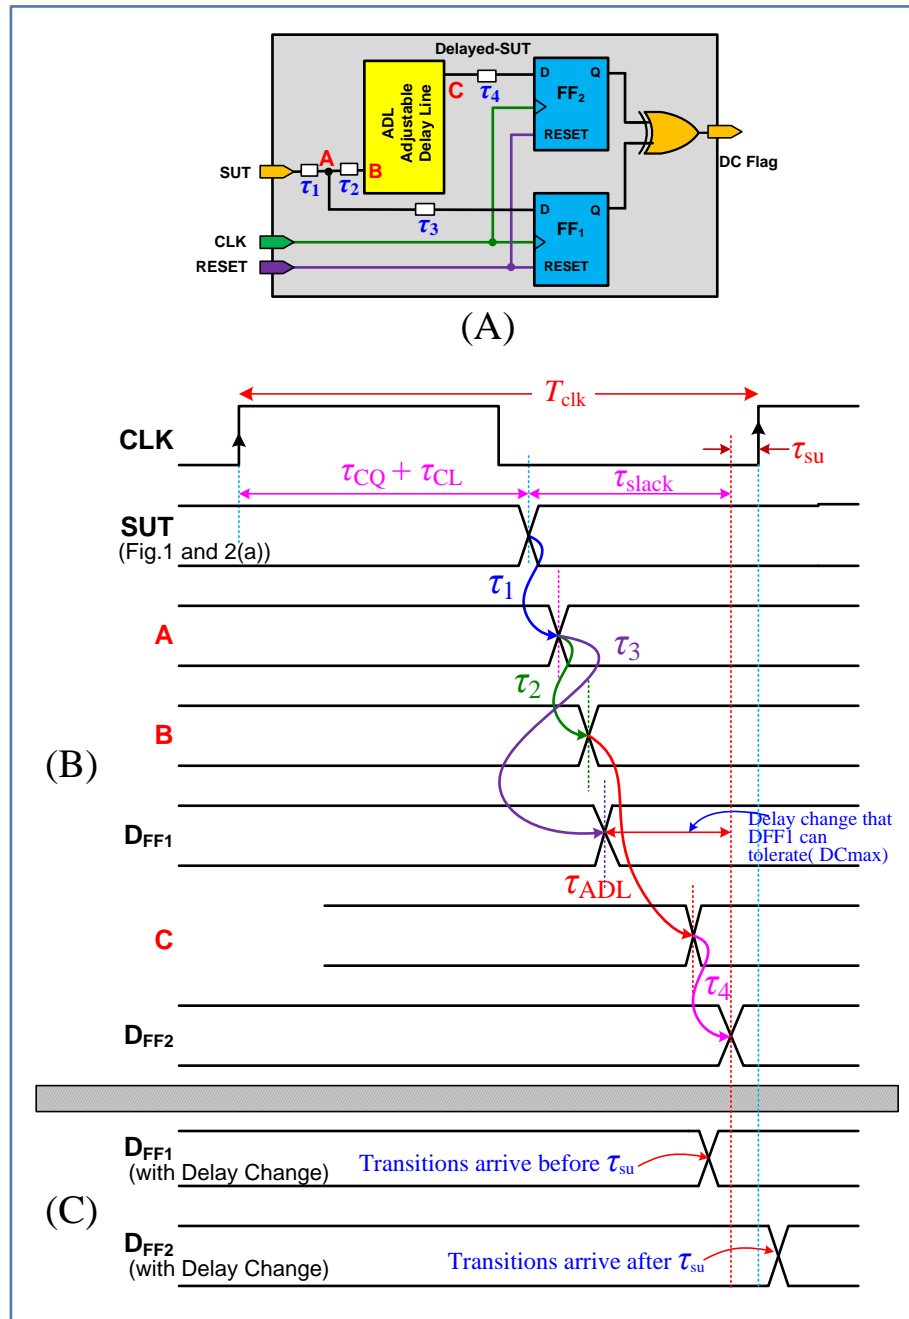 Delayed-SUT
ADL
Adjustable
Delay Line
C
τ4
D
Q
FF2
RESET
SUT
A
τ1
τ2
B
DC Flag
τ3
D
Q
FF1
CLK
RESET
RESET
(A)
Tclk
CLK
τsu
τCQ + τCL
τslack
SUT
(Fig.1 and 2(a))
τ1
A
τ3
τ2
B
(B)
DFF1
Delay change that
DFF1 can
tolerate( DCmax)
τADL
C
τ4
DFF2
DFF1
(with Delay Change)
Transitions arrive before τsu
(C)
DFF2
(with Delay Change)
Transitions arrive after τsu